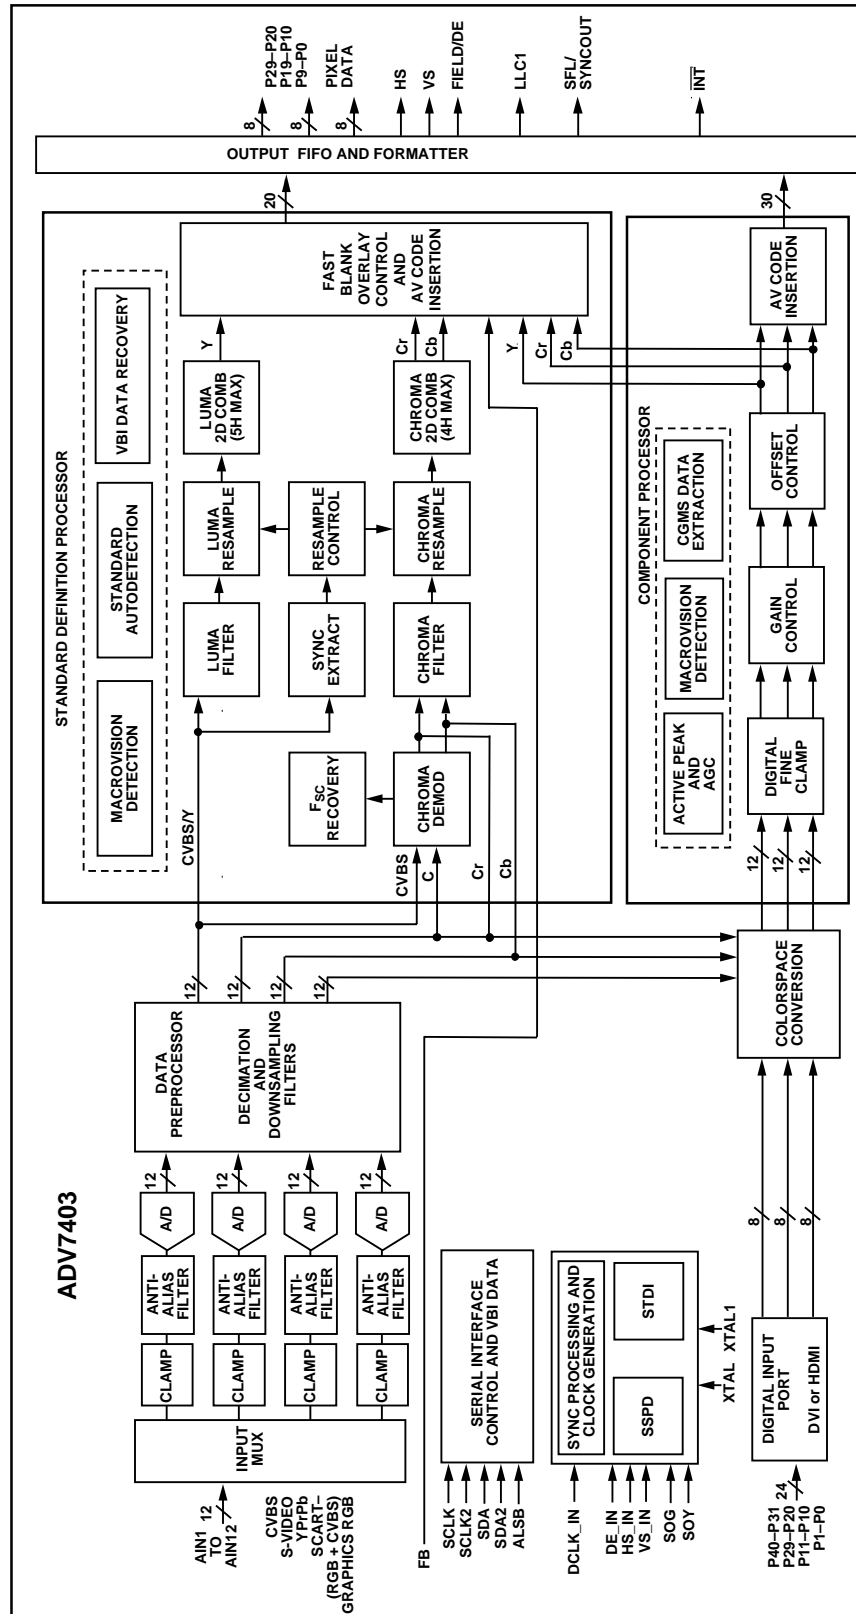 ADV7403
AIN1
TO
AIN12
12
CVBS
S-VIDEO
YPrPb
SCART–
(RGB + CVBS)
GRAPHICS RGB
INPUT
MUX
CLAMP
CLAMP
CLAMP
CLAMP
ANTI-
ALIAS
FILTER
ANTI-
ALIAS
FILTER
ANTI-
ALIAS
FILTER
ANTI-
ALIAS
FILTER
A/D
A/D
A/D
A/D
12
12
12
12
DATA
PREPROCESSOR
DECIMATION
AND
DOWNSAMPLING
FILTERS
12
12
12
12
FB
SCLK
SCLK2
SDA
SDA2
ALSB
SERIAL INTERFACE
CONTROL AND VBI DATA
DCLK_IN
DE_IN
HS_IN
VS_IN
SOG
SOY
SYNC PROCESSING AND
CLOCK GENERATION
SSPD
STDI
XTAL
XTAL1
P40–P31
P29–P20
P11–P10
P1–P0
24
DIGITAL INPUT
PORT
DVI or HDMI
8
8
8
COLORSPACE
CONVERSION
STANDARD DEFINITION PROCESSOR
MACROVISION
DETECTION
STANDARD
AUTODETECTION
VBI DATA RECOVERY
CVBS/Y
CVBS
C
Cr
Cb
FSC
RECOVERY
CHROMA
DEMOD
LUMA
FILTER
SYNC
EXTRACT
CHROMA
FILTER
LUMA
RESAMPLE
RESAMPLE
CONTROL
CHROMA
RESAMPLE
LUMA
2D COMB
(5H MAX)
CHROMA
2D COMB
(4H MAX)
Y
Cr
Cb
Y
Cr
Cb
FAST
BLANK
OVERLAY
CONTROL
AND
AV CODE
INSERTION
20
COMPONENT PROCESSOR
12
12
12
DIGITAL
FINE
CLAMP
GAIN
CONTROL
OFFSET
CONTROL
AV CODE
INSERTION
ACTIVE PEAK
AND
AGC
MACROVISION
DETECTION
CGMS DATA
EXTRACTION
30
OUTPUT FIFO AND FORMATTER
8
8
8
P29–P20
P19–P10
P9–P0
PIXEL
DATA
HS
VS
FIELD/DE
LLC1
SFL/
SYNCOUT
INT